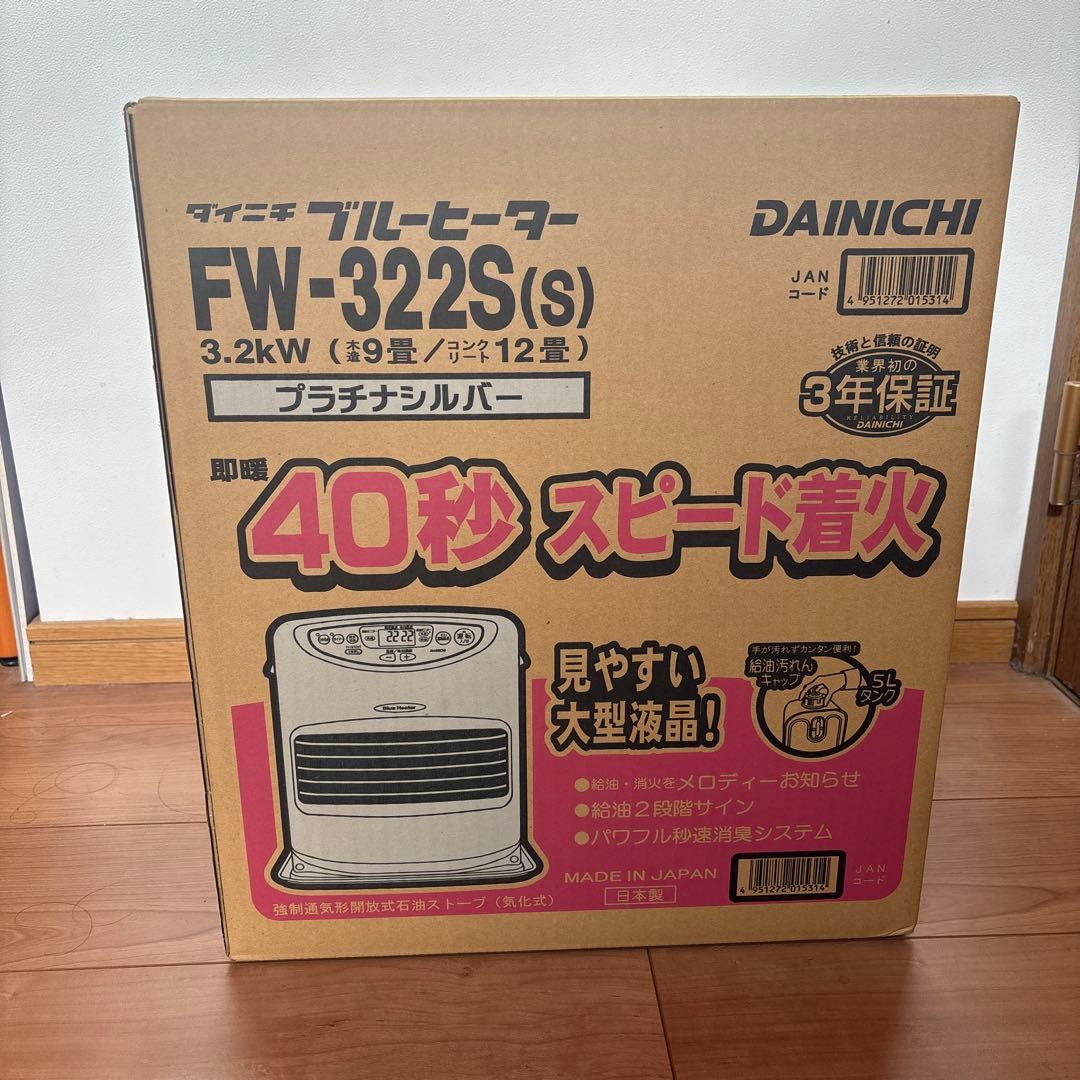 ダイニチ ブルーヒーター
DAINICHI
FW-322S(S)
3.2kW（木造9畳／コンクリート12畳）
プラチナシルバー
JAN
コード
4 951272 015314
技術と信頼の証明
業界初の
3年保証
RELIABILITY
DAINICHI
即暖 40秒 スピード着火
22 22
Blue Heater
見やすい
大型液晶！
手が汚れずカンタン便利！
給油汚れん
キャップ
5L
タンク
●給油・消火をメロディーお知らせ
●給油2段階サイン
●パワフル秒速消臭システム
MADE IN JAPAN
日本製
4 951272 015314
JAN
コード
強制通気形開放式石油ストーブ（気化式）